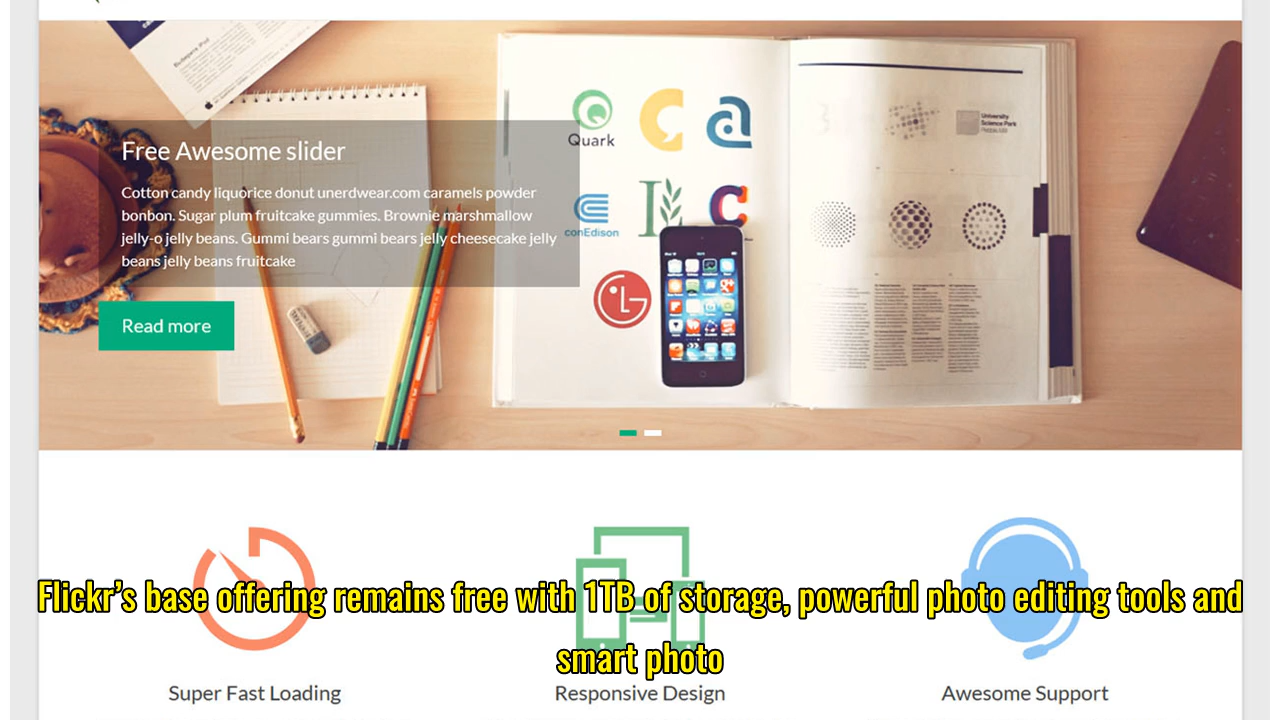 Free Awesome slider
Cotton candy liquorice donut unerdwear.com caramels powder
bonbon. Sugar plum fruitcake gummies. Brownie marshmallow
jelly-o jelly beans. Gummi bears gummi bears jelly cheesecake jelly
beans jelly beans fruitcake
Read more
Quark
conEdison
University
Science Park
Flickr’s base offering remains free with 1TB of storage, powerful photo editing tools and
smart photo
Super Fast Loading
Responsive Design
Awesome Support